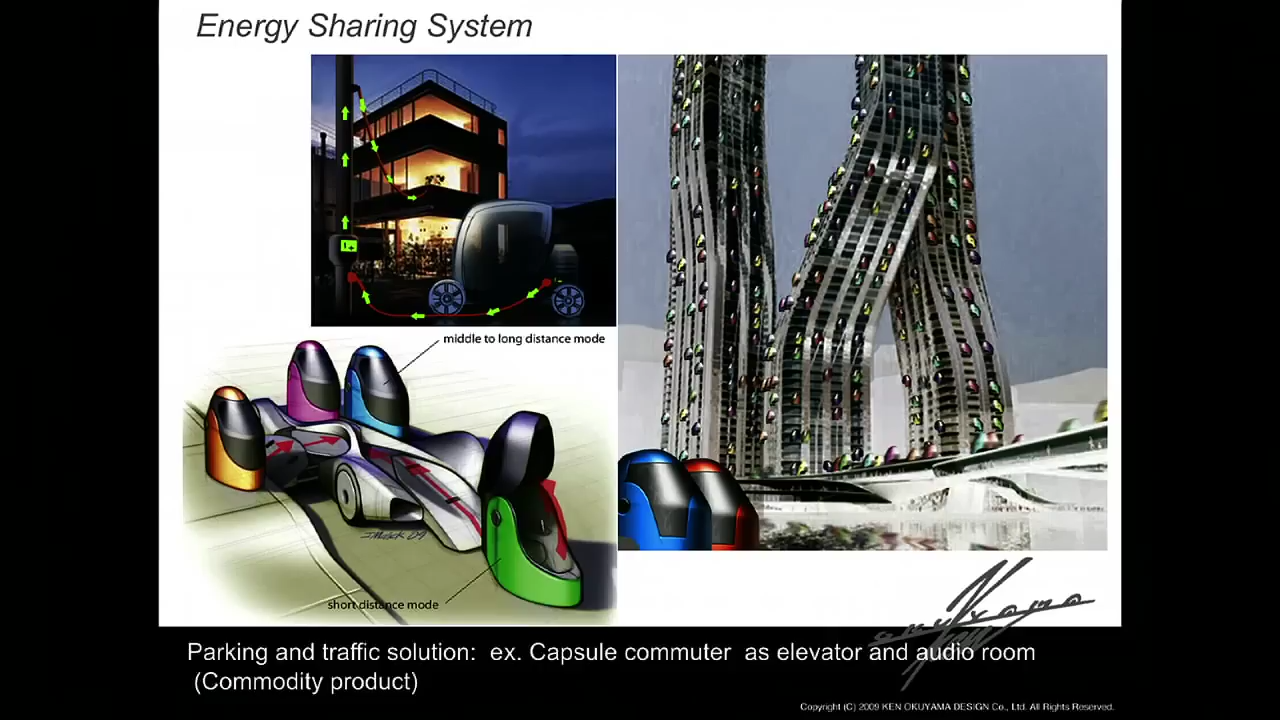 Energy Sharing System
middle to long distance mode
short distance mode
Parking and traffic solution:  ex. Capsule commuter  as elevator and audio room
(Commodity product)
Copyright (C) 2009 KEN OKUYAMA DESIGN Co., Ltd. All Rights Reserved.